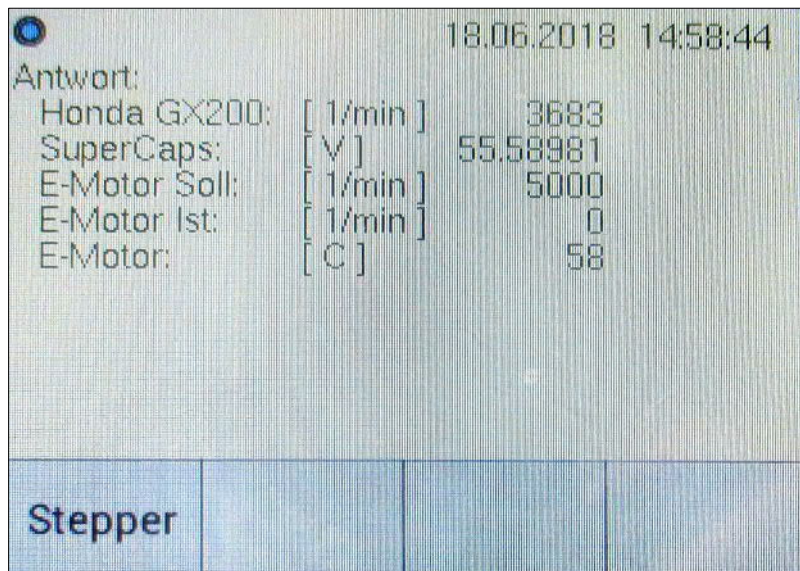 18.06.2018 14:58:44
Antwort:
Honda GX200: [ 1/min ] 3683
SuperCaps: [ V ] 55.58981
E-Motor Soll: [ 1/min ] 5000
E-Motor Ist: [ 1/min ] 0
E-Motor: [ C ] 58
Stepper